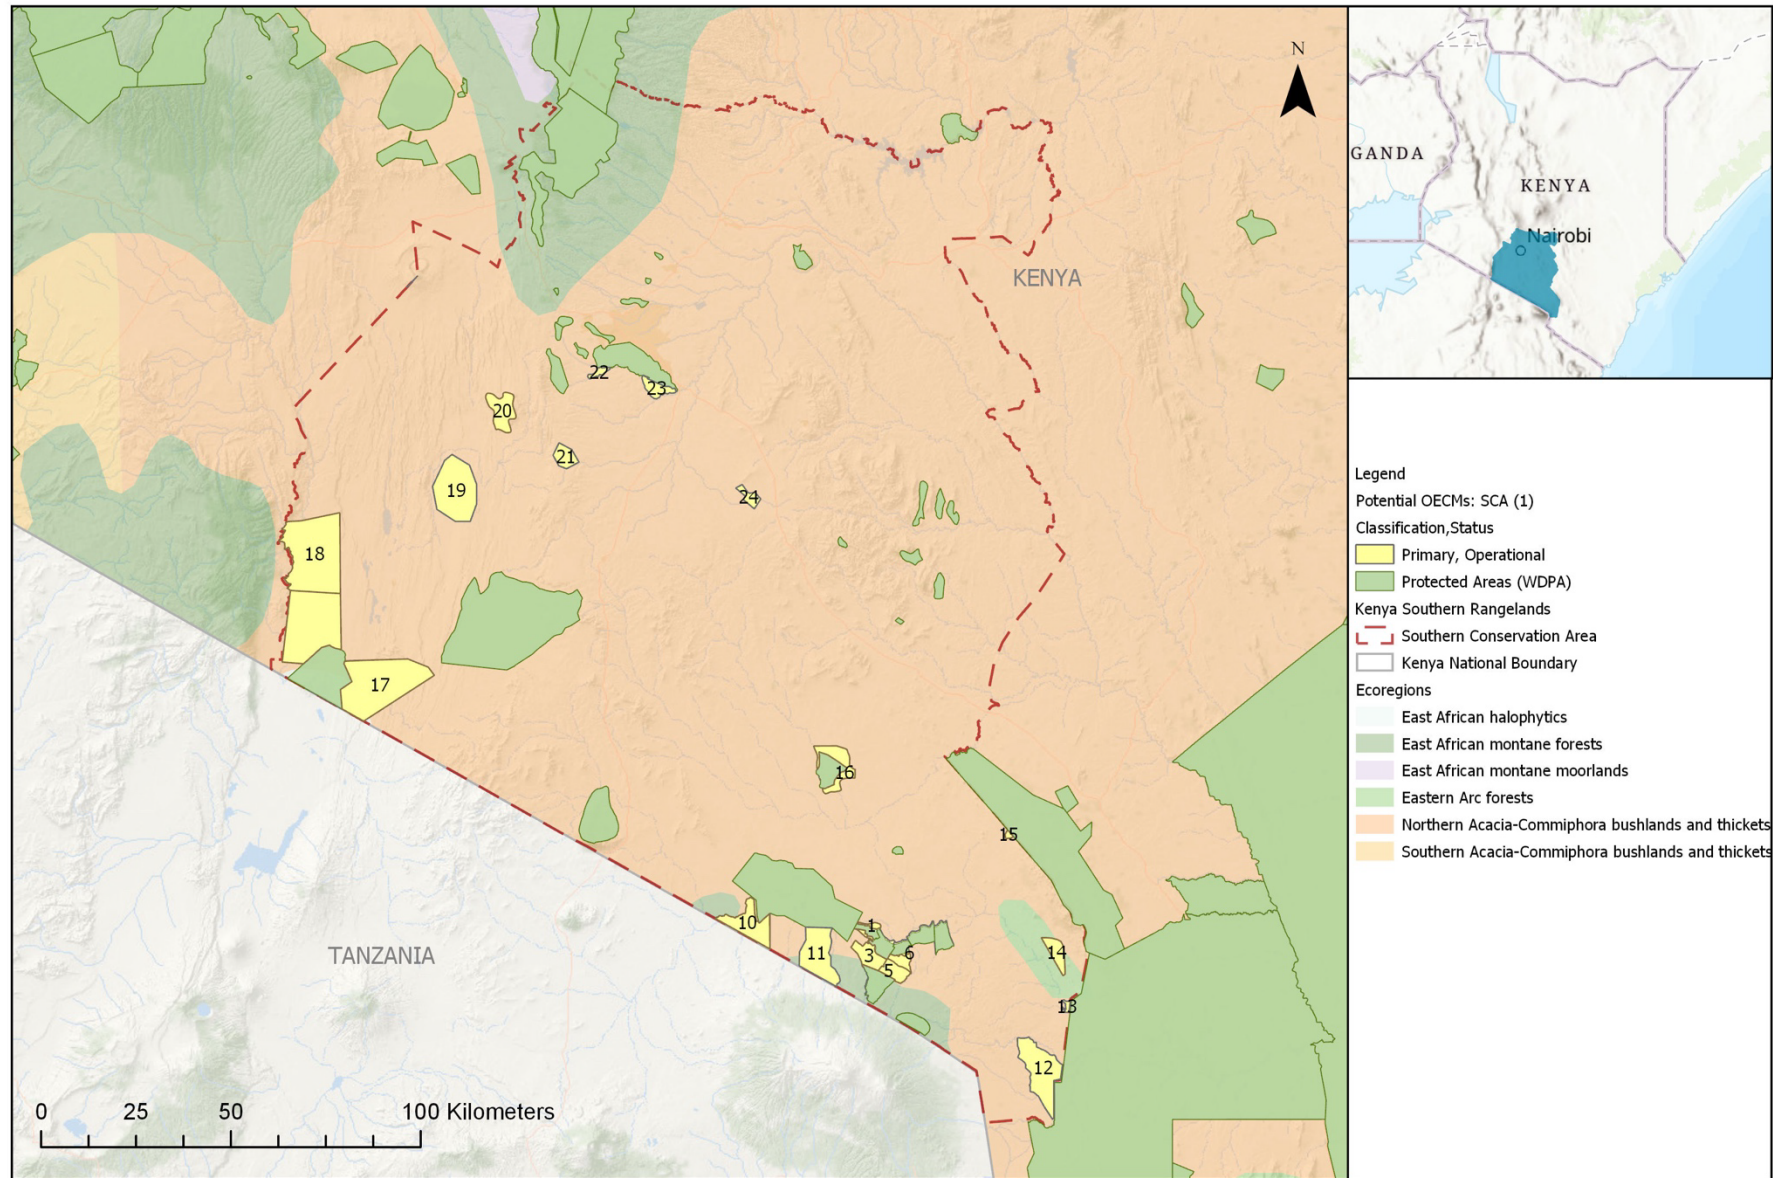 N
KENYA
22
23
20
21
19
24
18
17
16
15
10
1
11
3
6
5
14
13
12
TANZANIA
0 25 50 100 Kilometers
GANDA
KENYA
Nairobi
Legend
Potential OECMs: SCA (1)
Classification,Status
Primary, Operational
Protected Areas (WDPA)
Kenya Southern Rangelands
Southern Conservation Area
Kenya National Boundary
Ecoregions
East African halophytics
East African montane forests
East African montane moorlands
Eastern Arc forests
Northern Acacia-Commiphora bushlands and thickets
Southern Acacia-Commiphora bushlands and thickets